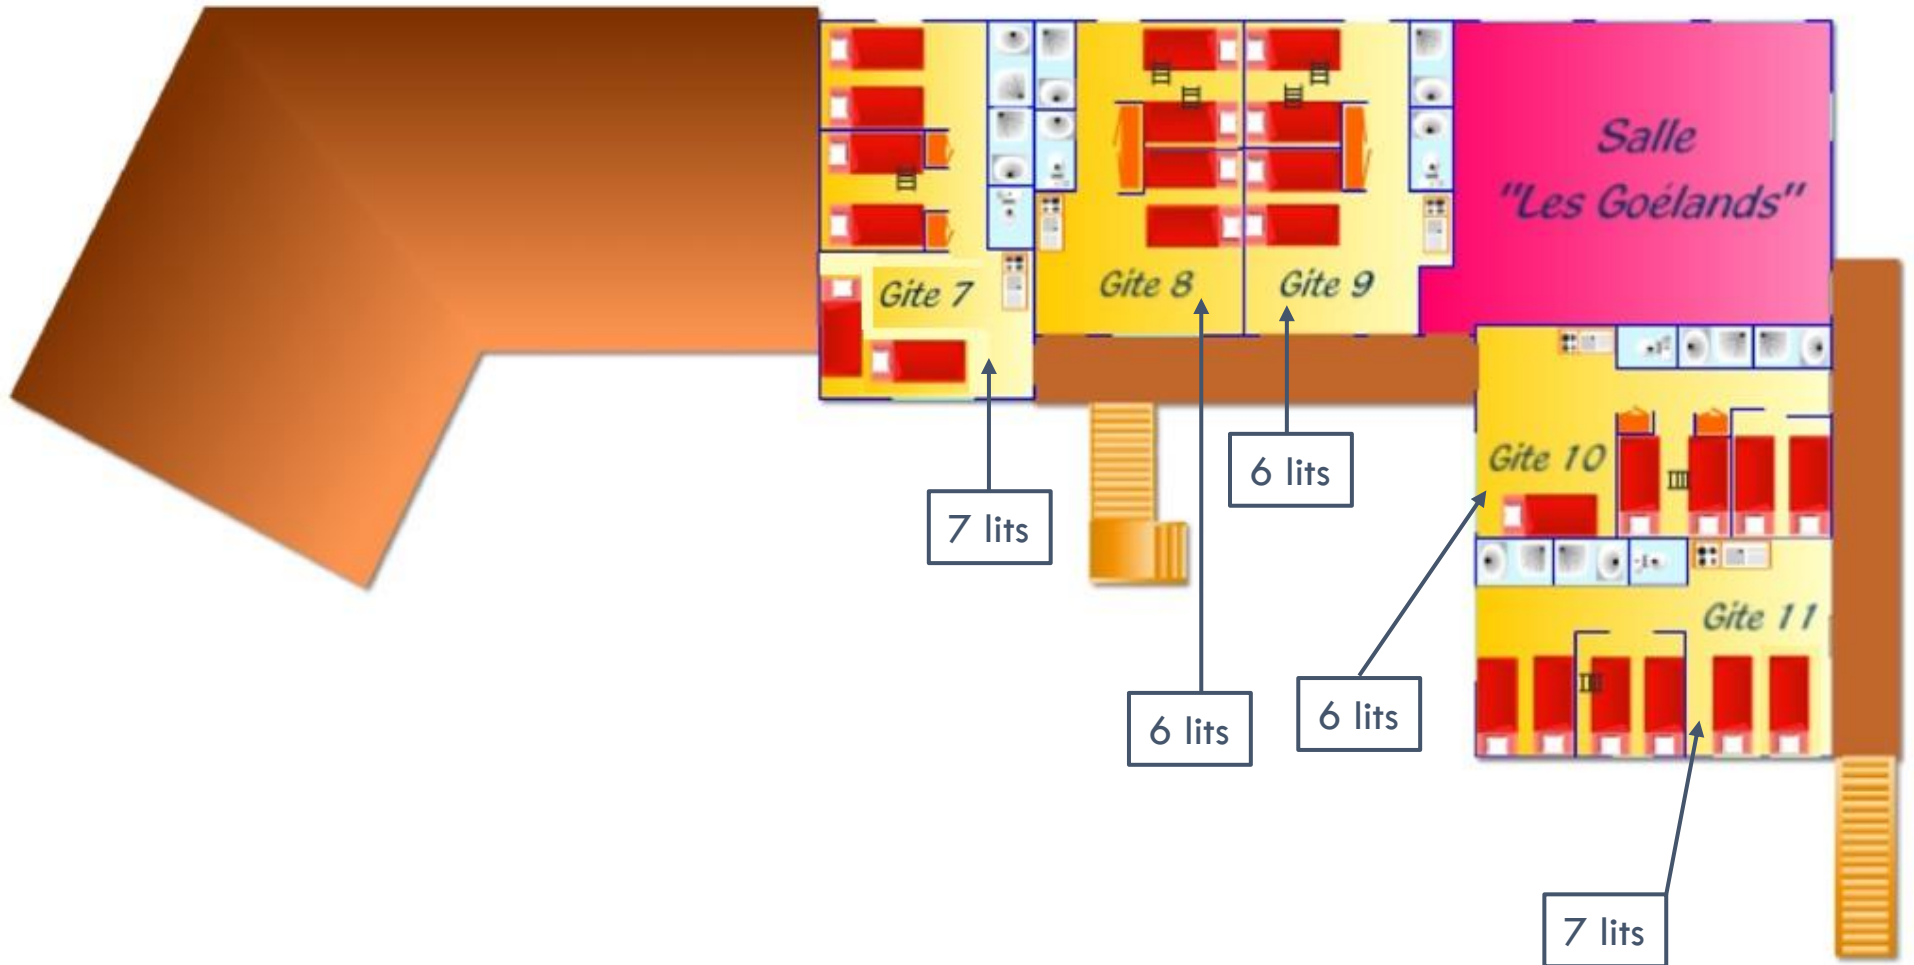 Salle
"Les Goélands"
Gite 7
Gite 8
Gite 9
6 lits
Gite 10
7 lits
Gite 11
6 lits
6 lits
7 lits